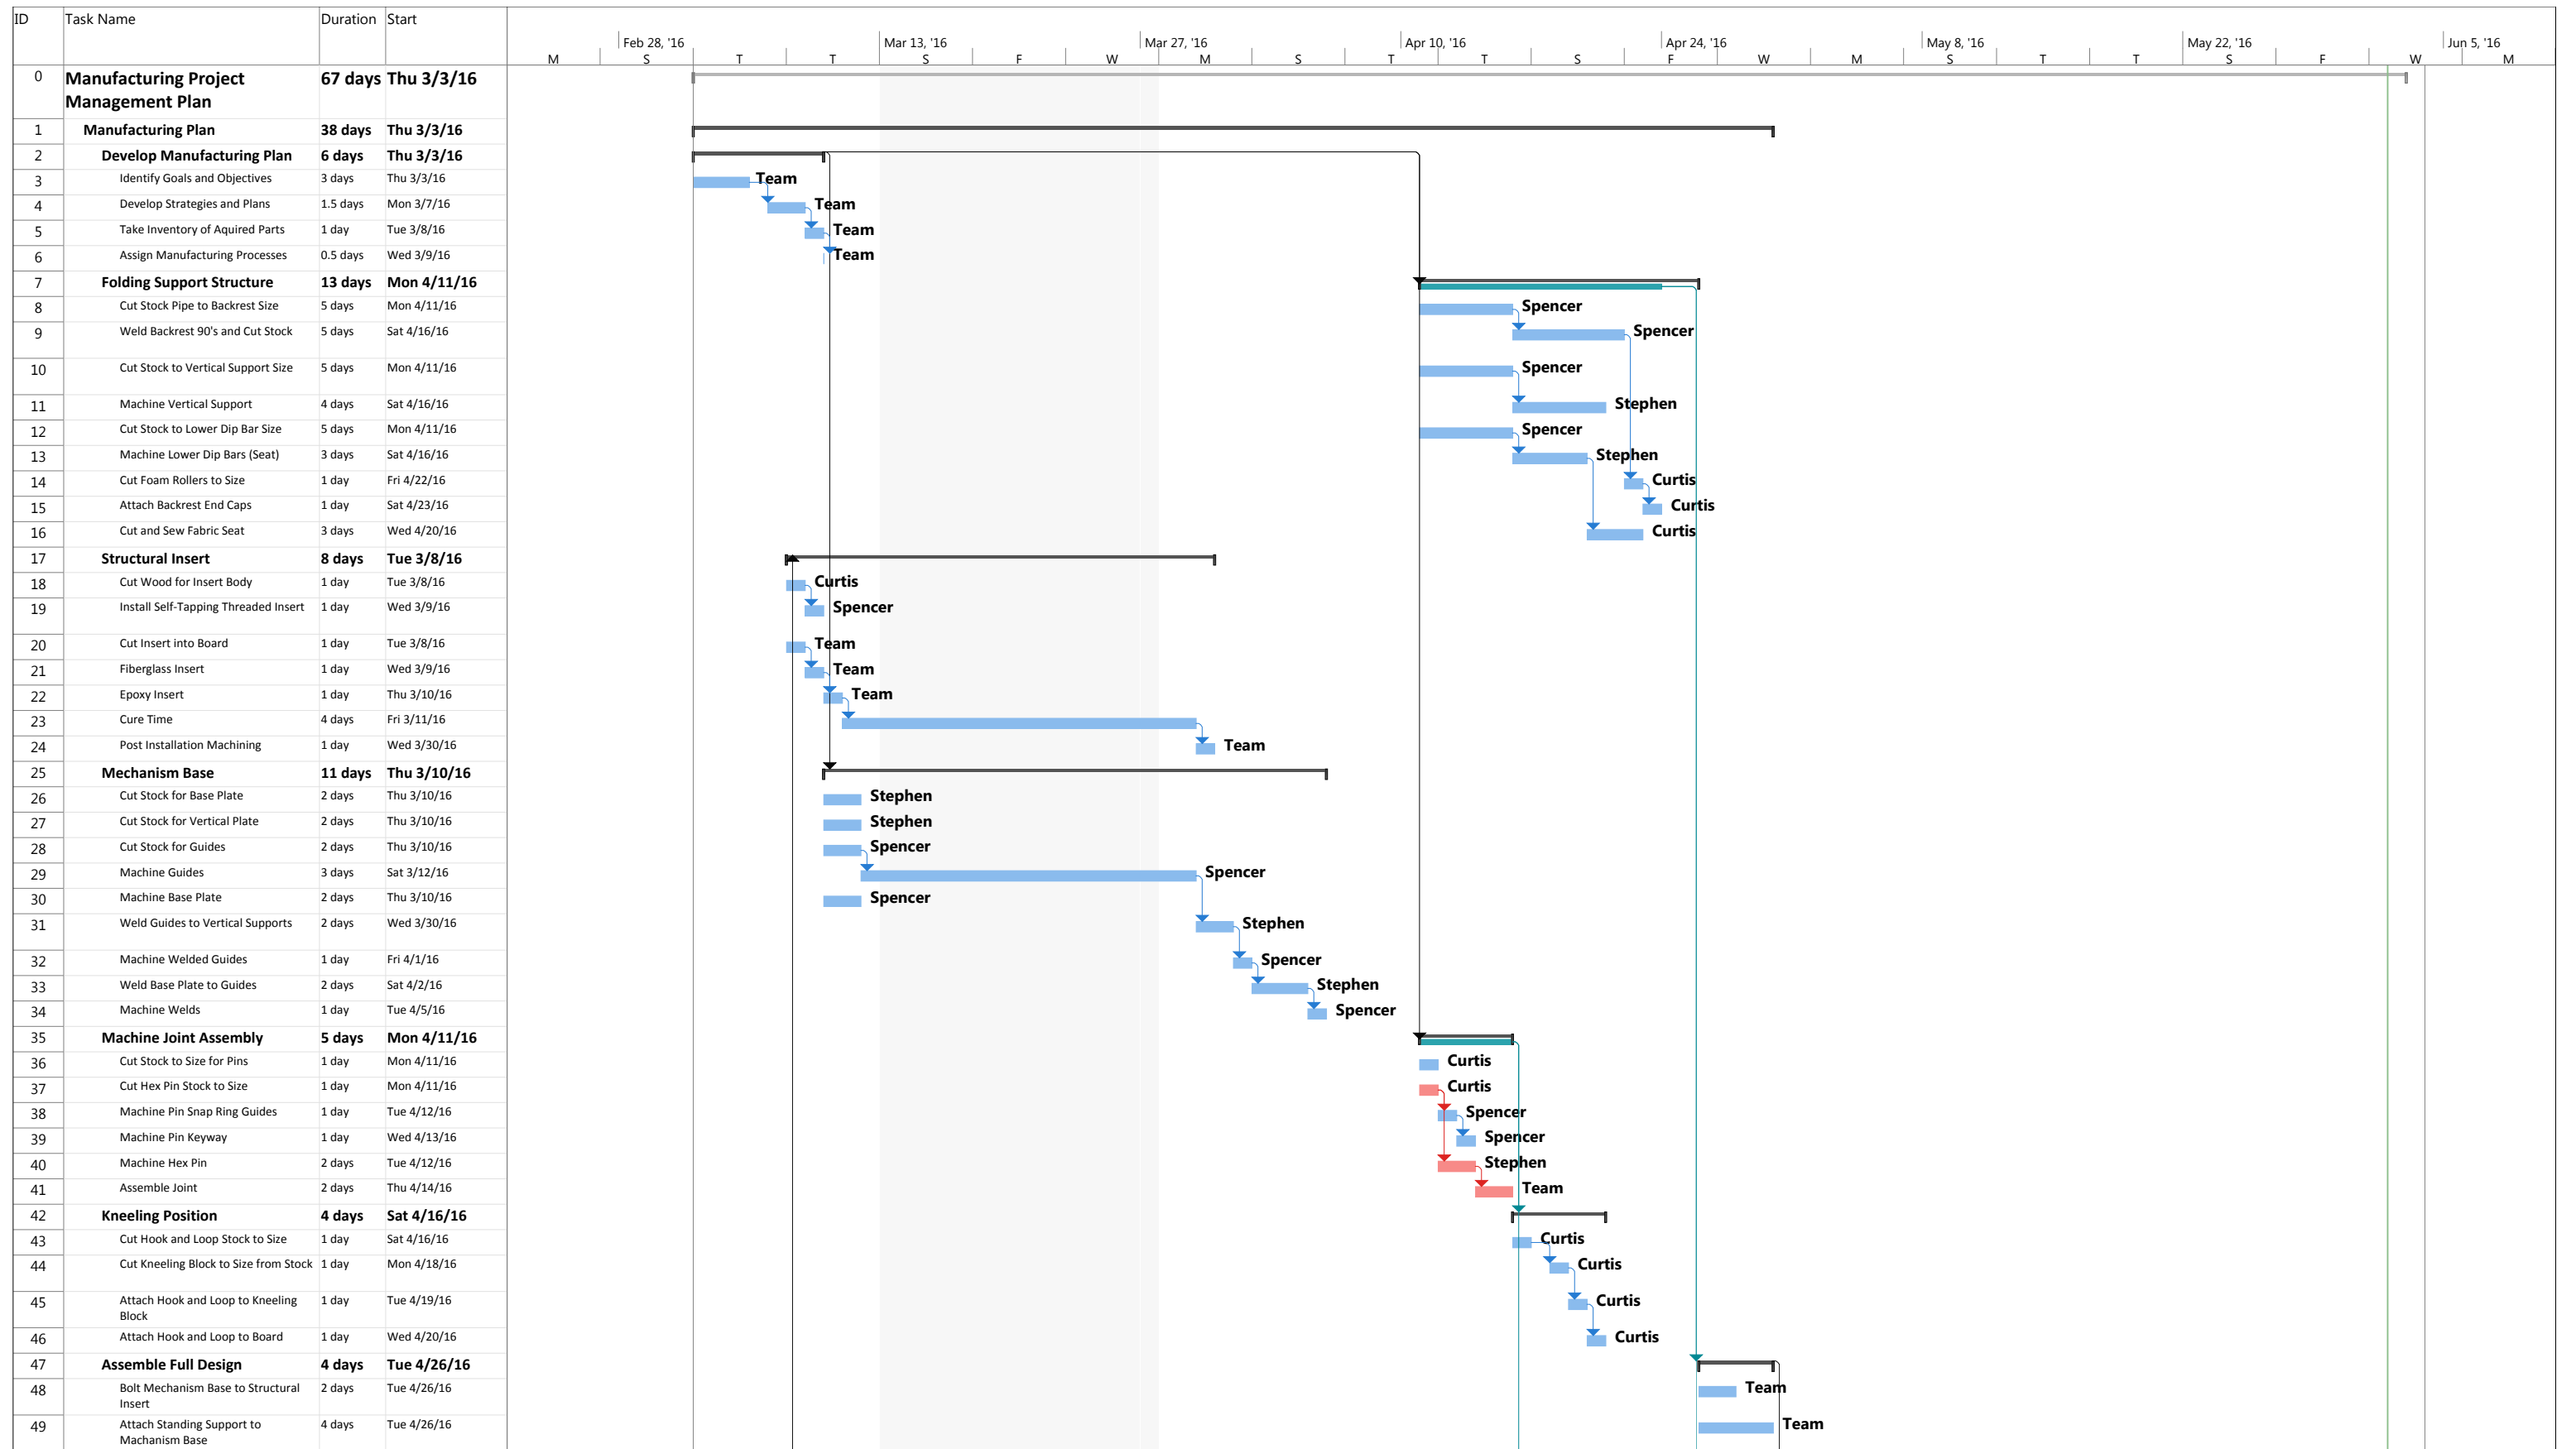 ID Task Name Duration Start
Feb 28, '16 Mar 13, '16 Mar 27, '16 Apr 10, '16 Apr 24, '16 May 8, '16 May 22, '16 Jun 5, '16
M S T T S F W M S T T S F W M S T T S F W M
0 Manufacturing Project 67 days Thu 3/3/16
Management Plan
1 Manufacturing Plan 38 days Thu 3/3/16
2 Develop Manufacturing Plan 6 days Thu 3/3/16
3 Identify Goals and Objectives 3 days Thu 3/3/16 Team
4 Develop Strategies and Plans 1.5 days Mon 3/7/16 Team
5 Take Inventory of Aquired Parts 1 day Tue 3/8/16 Team
6 Assign Manufacturing Processes 0.5 days Wed 3/9/16 Team
7 Folding Support Structure 13 days Mon 4/11/16
8 Cut Stock Pipe to Backrest Size 5 days Mon 4/11/16 Spencer
9 Weld Backrest 90's and Cut Stock 5 days Sat 4/16/16 Spencer
10 Cut Stock to Vertical Support Size 5 days Mon 4/11/16 Spencer
11 Machine Vertical Support 4 days Sat 4/16/16 Stephen
12 Cut Stock to Lower Dip Bar Size 5 days Mon 4/11/16 Spencer
13 Machine Lower Dip Bars (Seat) 3 days Sat 4/16/16 Stephen
14 Cut Foam Rollers to Size 1 day Fri 4/22/16 Curtis
15 Attach Backrest End Caps 1 day Sat 4/23/16 Curtis
16 Cut and Sew Fabric Seat 3 days Wed 4/20/16 Curtis
17 Structural Insert 8 days Tue 3/8/16
18 Cut Wood for Insert Body 1 day Tue 3/8/16 Curtis
19 Install Self-Tapping Threaded Insert 1 day Wed 3/9/16 Spencer
20 Cut Insert into Board 1 day Tue 3/8/16 Team
21 Fiberglass Insert 1 day Wed 3/9/16 Team
22 Epoxy Insert 1 day Thu 3/10/16 Team
23 Cure Time 4 days Fri 3/11/16
24 Post Installation Machining 1 day Wed 3/30/16 Team
25 Mechanism Base 11 days Thu 3/10/16
26 Cut Stock for Base Plate 2 days Thu 3/10/16 Stephen
27 Cut Stock for Vertical Plate 2 days Thu 3/10/16 Stephen
28 Cut Stock for Guides 2 days Thu 3/10/16 Spencer
29 Machine Guides 3 days Sat 3/12/16 Spencer
30 Machine Base Plate 2 days Thu 3/10/16 Spencer
31 Weld Guides to Vertical Supports 2 days Wed 3/30/16 Stephen
32 Machine Welded Guides 1 day Fri 4/1/16 Spencer
33 Weld Base Plate to Guides 2 days Sat 4/2/16 Stephen
34 Machine Welds 1 day Tue 4/5/16 Spencer
35 Machine Joint Assembly 5 days Mon 4/11/16
36 Cut Stock to Size for Pins 1 day Mon 4/11/16 Curtis
37 Cut Hex Pin Stock to Size 1 day Mon 4/11/16 Curtis
38 Machine Pin Snap Ring Guides 1 day Tue 4/12/16 Spencer
39 Machine Pin Keyway 1 day Wed 4/13/16 Spencer
40 Machine Hex Pin 2 days Tue 4/12/16 Stephen
41 Assemble Joint 2 days Thu 4/14/16 Team
42 Kneeling Position 4 days Sat 4/16/16
43 Cut Hook and Loop Stock to Size 1 day Sat 4/16/16 Curtis
44 Cut Kneeling Block to Size from Stock 1 day Mon 4/18/16 Curtis
45 Attach Hook and Loop to Kneeling 1 day Tue 4/19/16 Curtis
Block
46 Attach Hook and Loop to Board 1 day Wed 4/20/16 Curtis
47 Assemble Full Design 4 days Tue 4/26/16
48 Bolt Mechanism Base to Structural 2 days Tue 4/26/16 Team
Insert
49 Attach Standing Support to 4 days Tue 4/26/16 Team
Machanism Base